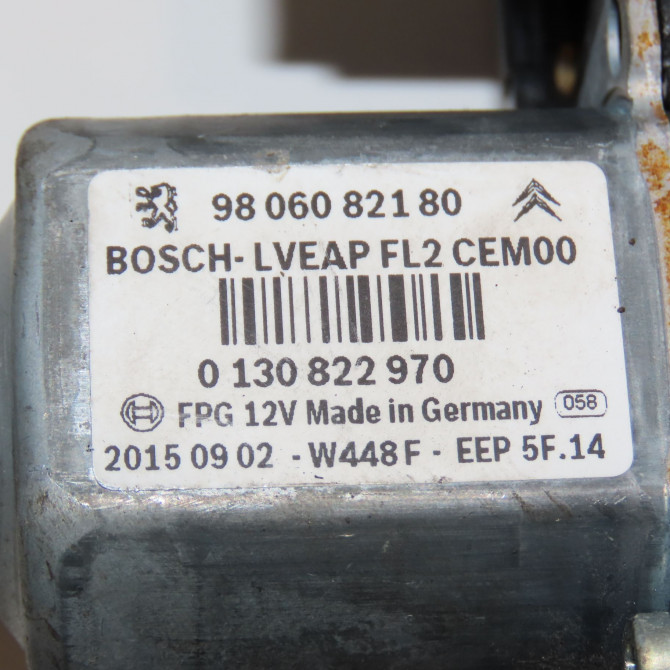 98 060 821 80
BOSCH- LVEAP FL2 CEM00
0 130 822 970
FPG 12V Made in Germany 058
2015 09 02 - W448 F - EEP 5F.14